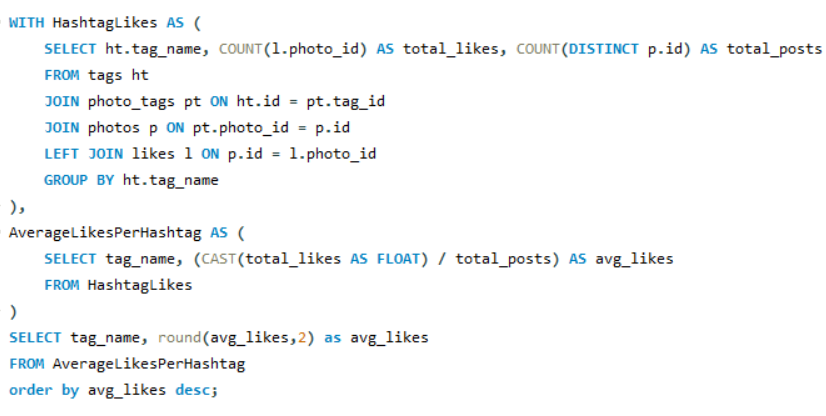 WITH HashtagLikes AS (
    SELECT ht.tag_name, COUNT(l.photo_id) AS total_likes, COUNT(DISTINCT p.id) AS total_posts
    FROM tags ht
    JOIN photo_tags pt ON ht.id = pt.tag_id
    JOIN photos p ON pt.photo_id = p.id
    LEFT JOIN likes l ON p.id = l.photo_id
    GROUP BY ht.tag_name
),
AverageLikesPerHashtag AS (
    SELECT tag_name, (CAST(total_likes AS FLOAT) / total_posts) AS avg_likes
    FROM HashtagLikes
)
SELECT tag_name, round(avg_likes,2) as avg_likes
FROM AverageLikesPerHashtag
order by avg_likes desc;